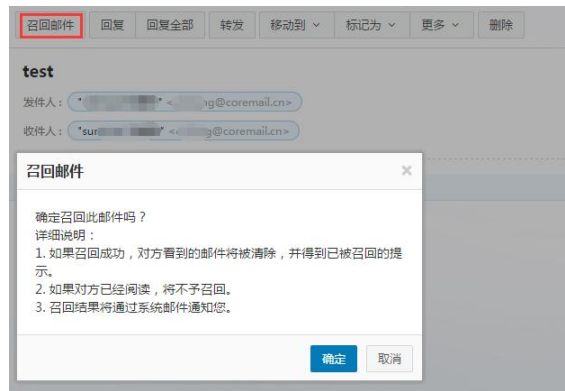 召回邮件 回复 回复全部 转发 移动到 标记为 更多 删除
test
发件人： " " < ng@coremail.cn>
收件人： "sun " < g@coremail.cn>
召回邮件 ×
确定召回此邮件吗？
详细说明：
1. 如果召回成功，对方看到的邮件将被清除，并得到已被召回的提
示。
2. 如果对方已经阅读，将不予召回。
3. 召回结果将通过系统邮件通知您。
确定 取消